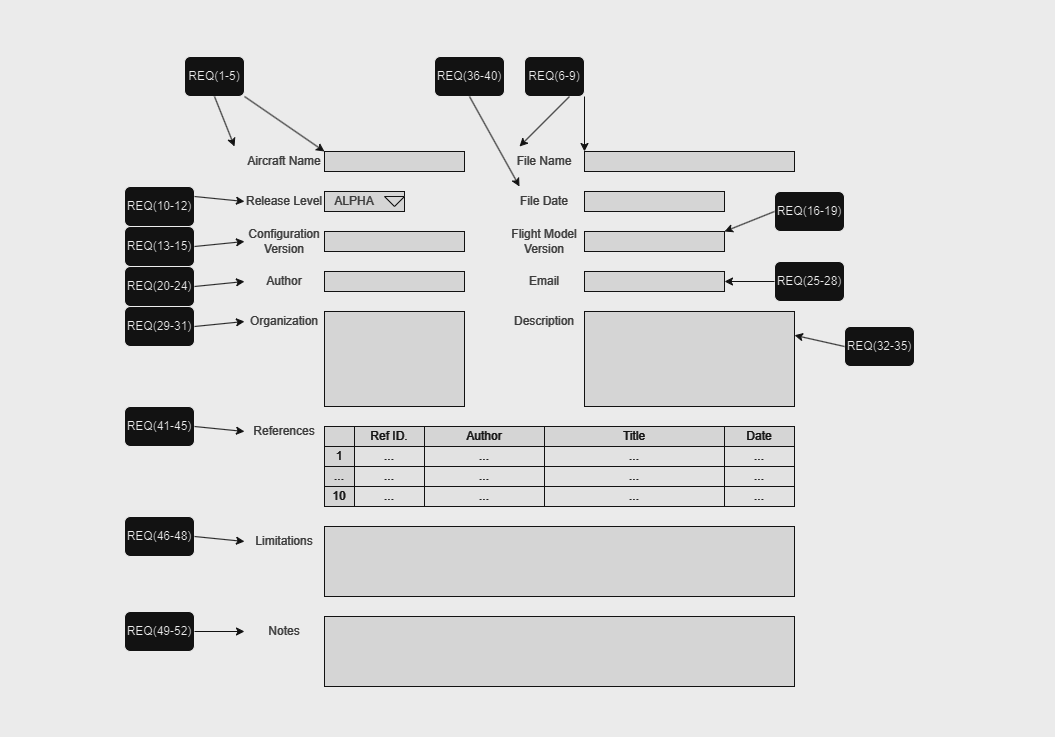 REQ(1-5)
REQ(36-40)
REQ(6-9)
Aircraft Name
File Name
REQ(10-12)
Release Level
ALPHA
File Date
REQ(16-19)
REQ(13-15)
Configuration
Version
Flight Model
Version
REQ(20-24)
Author
Email
REQ(25-28)
REQ(29-31)
Organization
Description
REQ(32-35)
REQ(41-45)
References
Ref ID. Author Title Date
1 ... ... ... ...
... ... ... ... ...
10 ... ... ... ...
REQ(46-48)
Limitations
REQ(49-52)
Notes